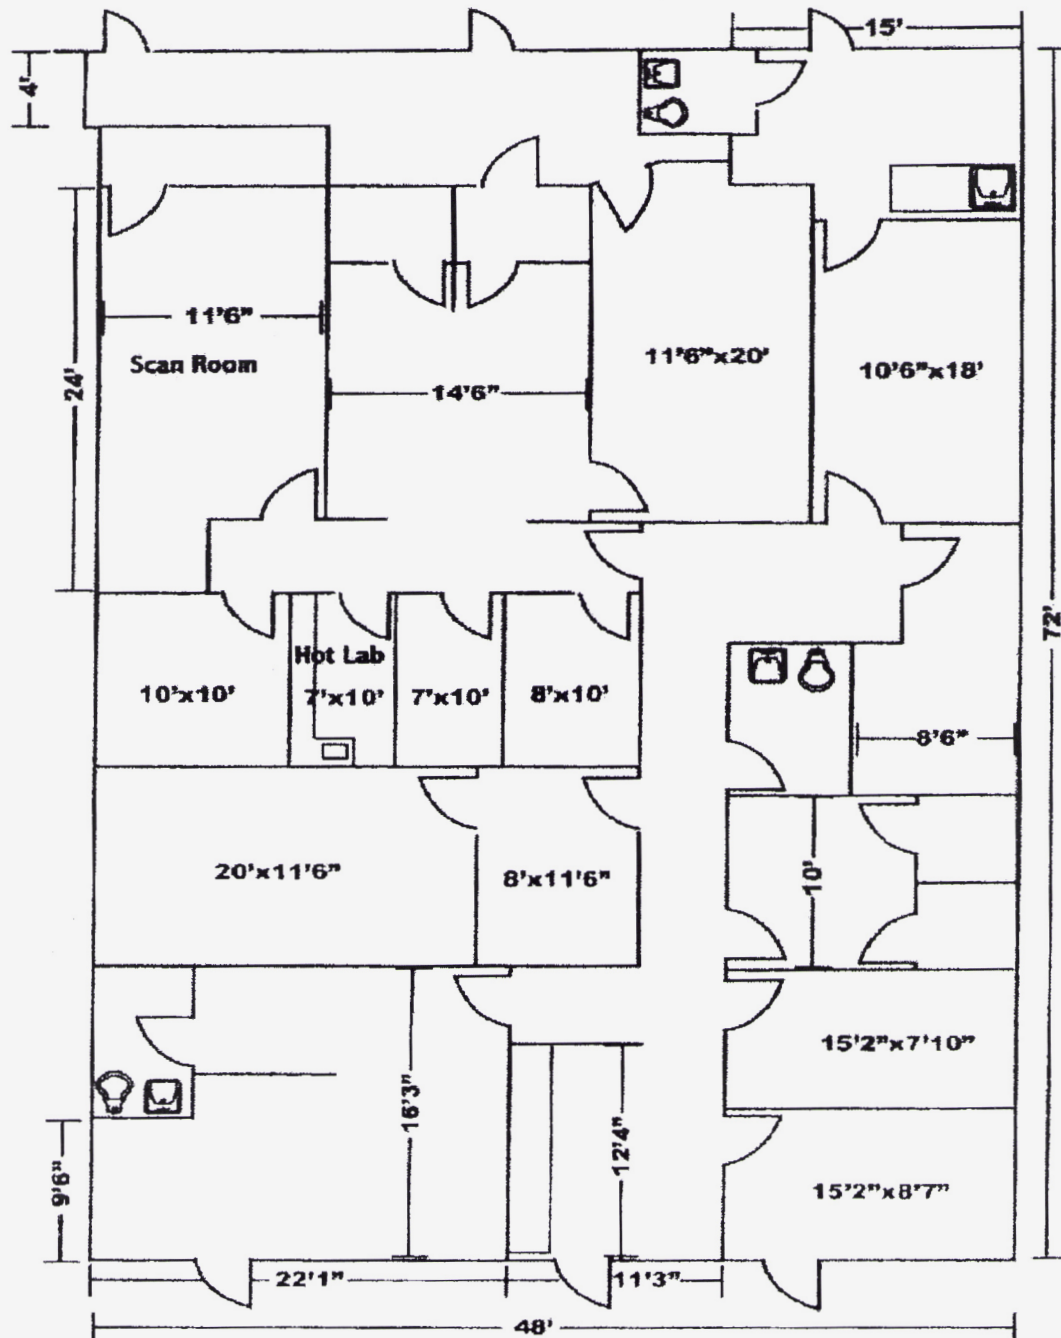 15'
4'
11'6"
Scan Room
24'
14'6"
11'6"x20'
10'6"x18'
72'
Hot Lab
10'x10'
7'x10'
7'x10'
8'x10'
8'6"
20'x11'6"
8'x11'6"
10'
15'2"x7'10"
16'3"
12'4"
9'6"
15'2"x8'7"
22'1"
11'3"
48'